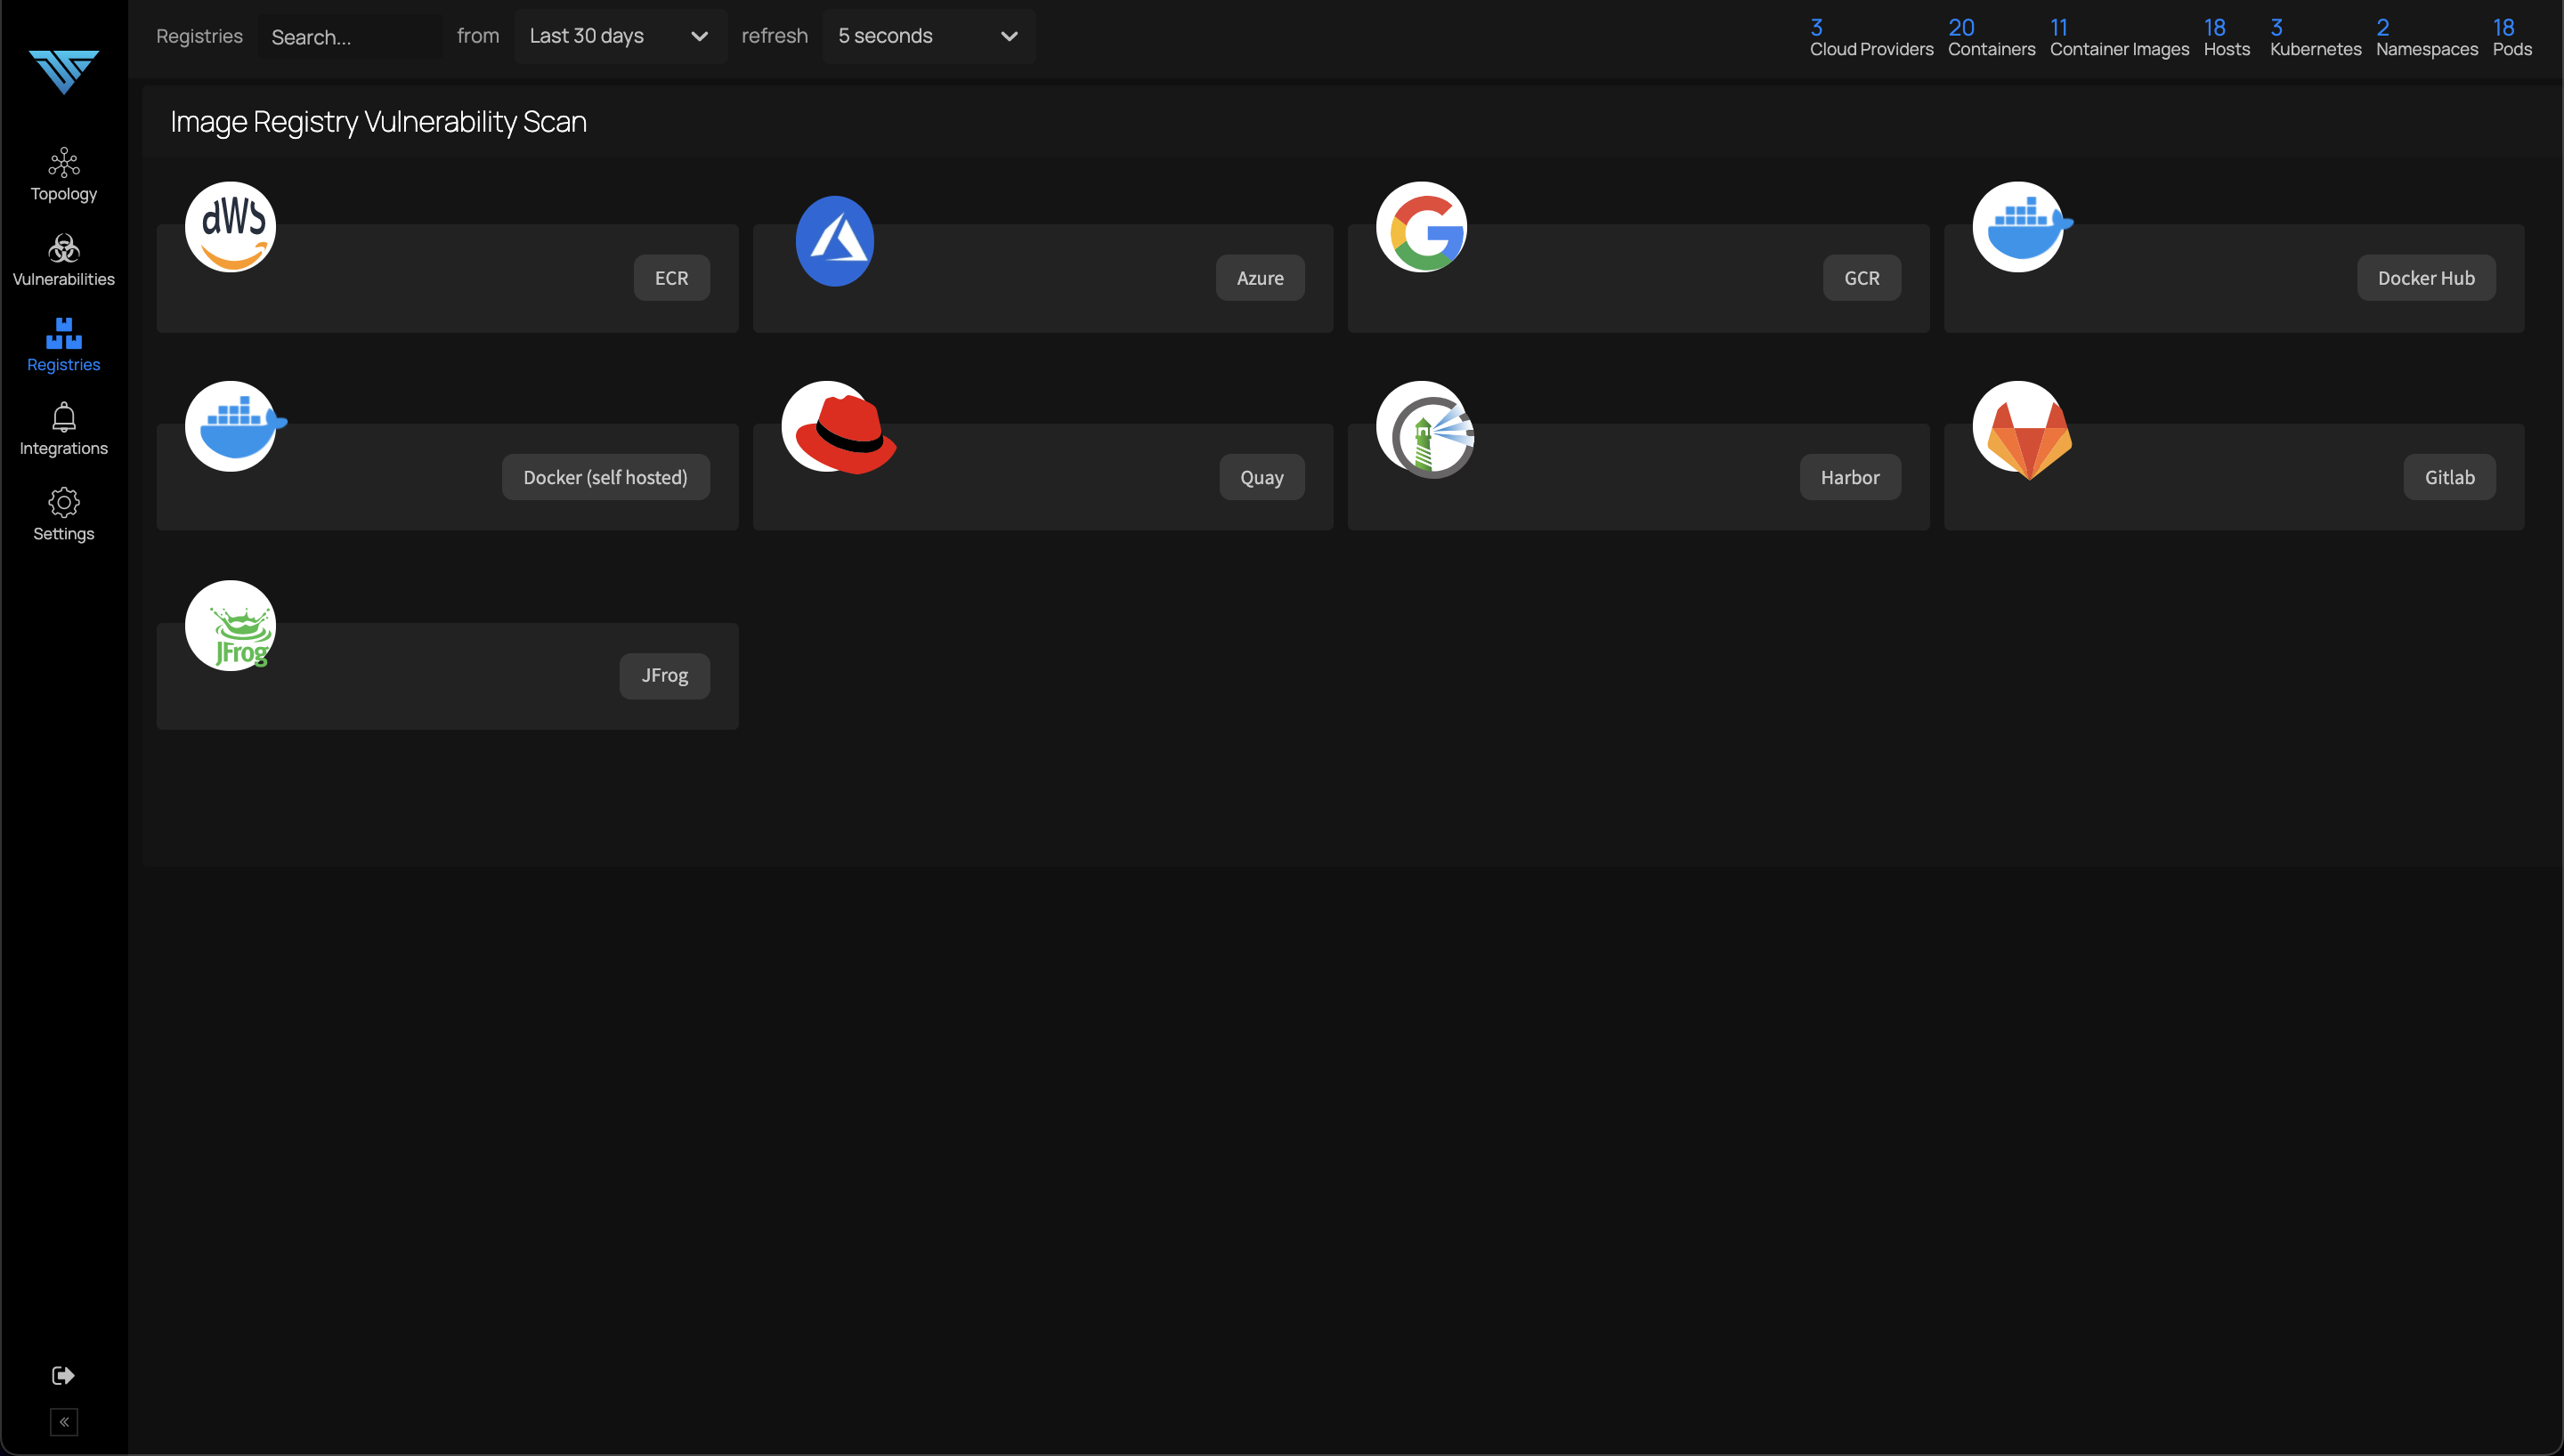 Registries Search... from Last 30 days refresh 5 seconds
3 20 11 18 3 2 18
Cloud Providers Containers Container Images Hosts Kubernetes Namespaces Pods
Topology
Vulnerabilities
Registries
Integrations
Settings
Image Registry Vulnerability Scan
aws
ECR
Azure
GCR
Docker Hub
Docker (self hosted)
Quay
Harbor
Gitlab
JFrog
JFrog